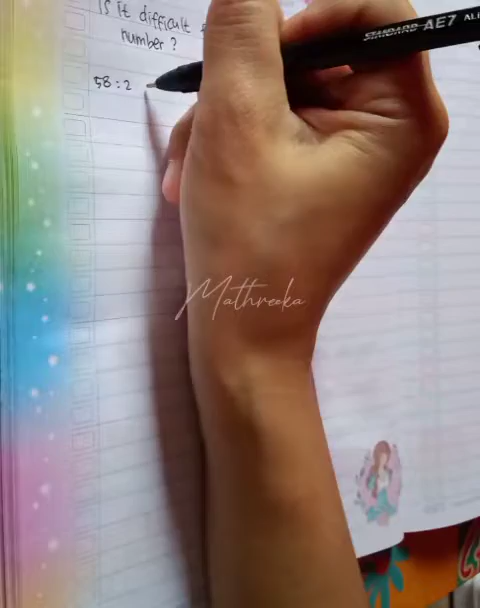 Is it difficult
number ?
58 : 2
STANDARD AE7
Mathreeka